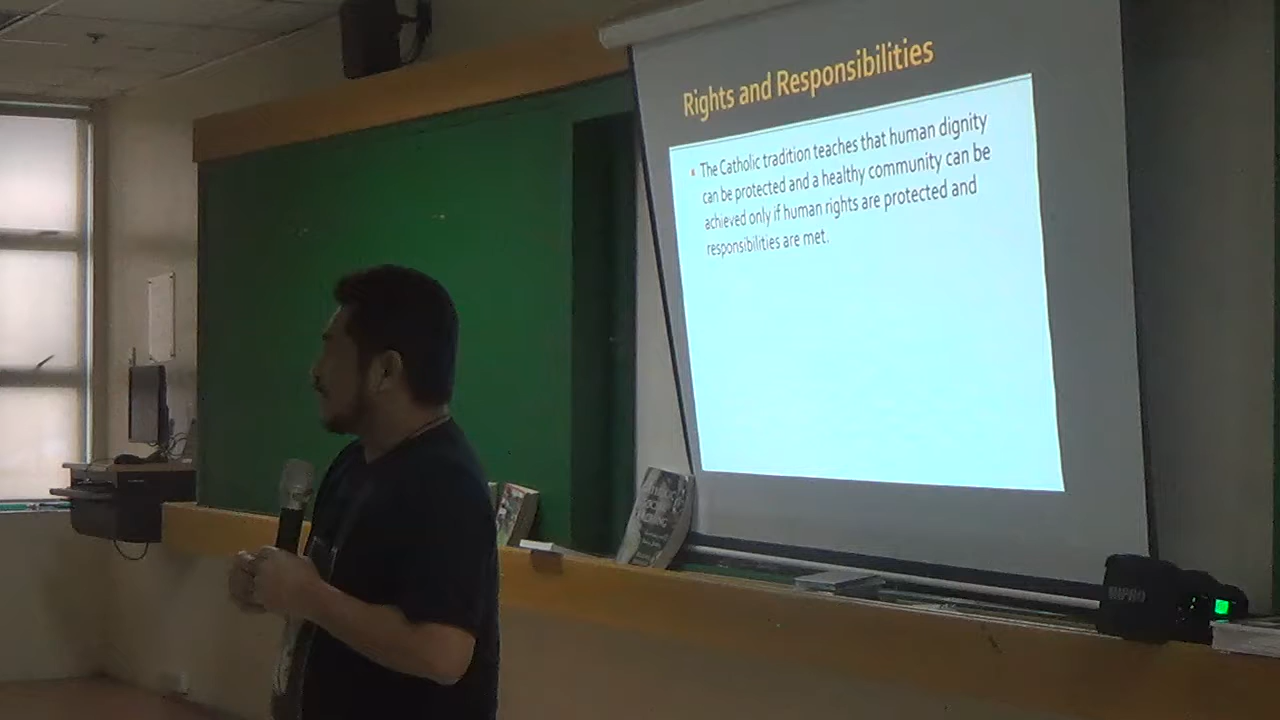 Rights and Responsibilities
The Catholic tradition teaches that human dignity
can be protected and a healthy community can be
achieved only if human rights are protected and
responsibilities are met.